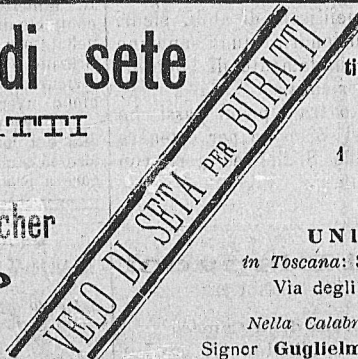 di sete
TTI
cher
VELO DI SETA PER BURATTI
ti
1
UNI
in Toscana: S
Via degli
Nella Calabr
Signor Guglielm